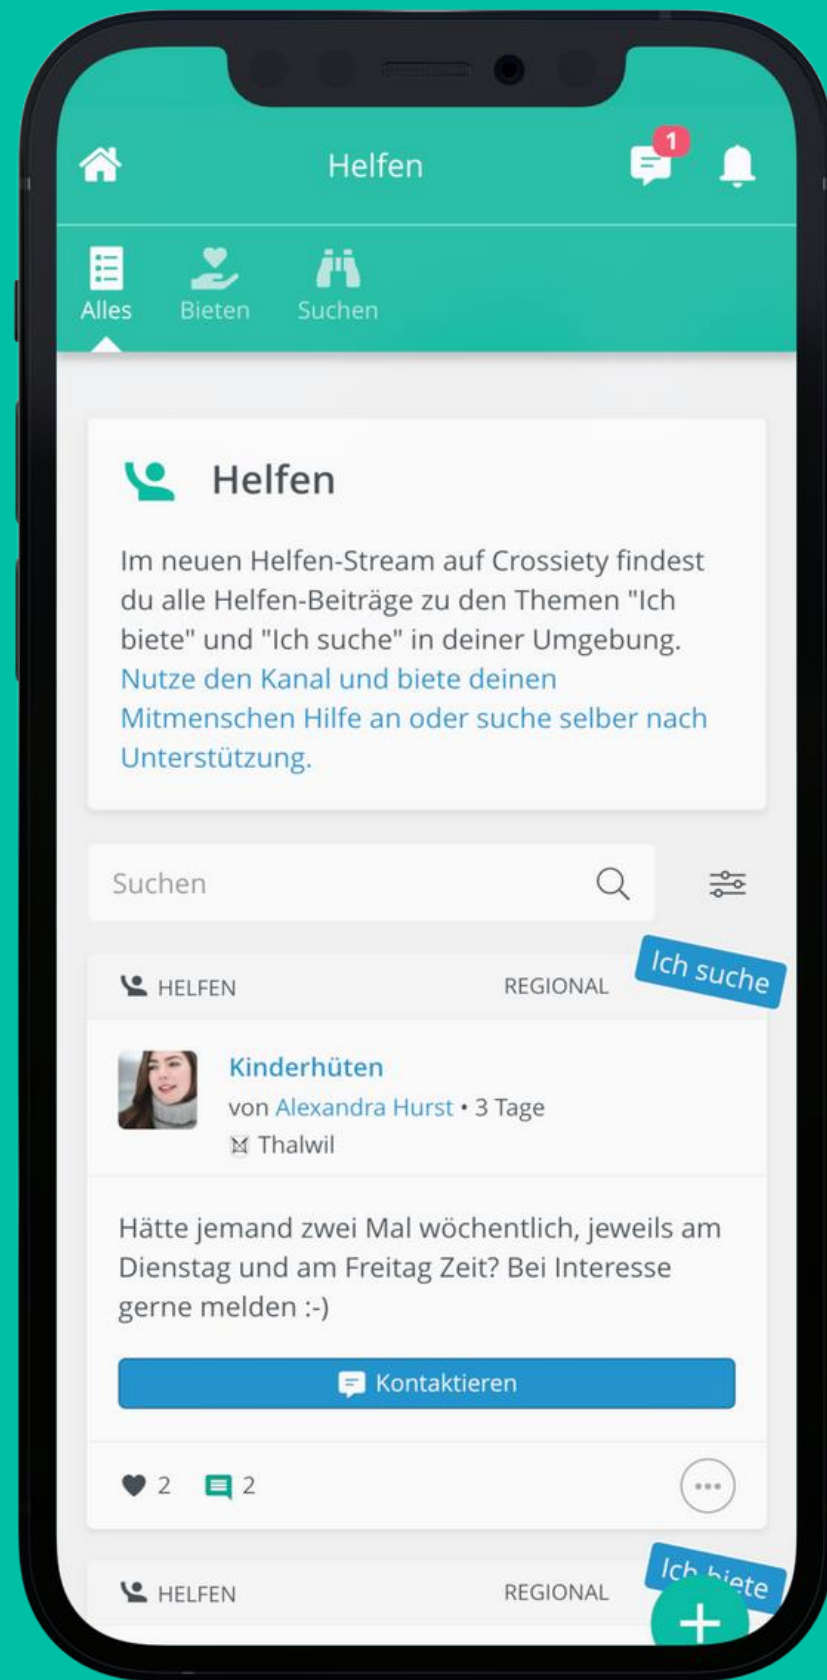 Helfen
1
Alles
Bieten
Suchen
Helfen
Im neuen Helfen-Stream auf Crossiety findest
du alle Helfen-Beiträge zu den Themen "Ich
biete" und "Ich suche" in deiner Umgebung.
Nutze den Kanal und biete deinen
Mitmenschen Hilfe an oder suche selber nach
Unterstützung.
Suchen
HELFEN
REGIONAL
Ich suche
Kinderhüten
von Alexandra Hurst • 3 Tage
Thalwil
Hätte jemand zwei Mal wöchentlich, jeweils am
Dienstag und am Freitag Zeit? Bei Interesse
gerne melden :-)
Kontaktieren
2
2
HELFEN
REGIONAL
Ich biete